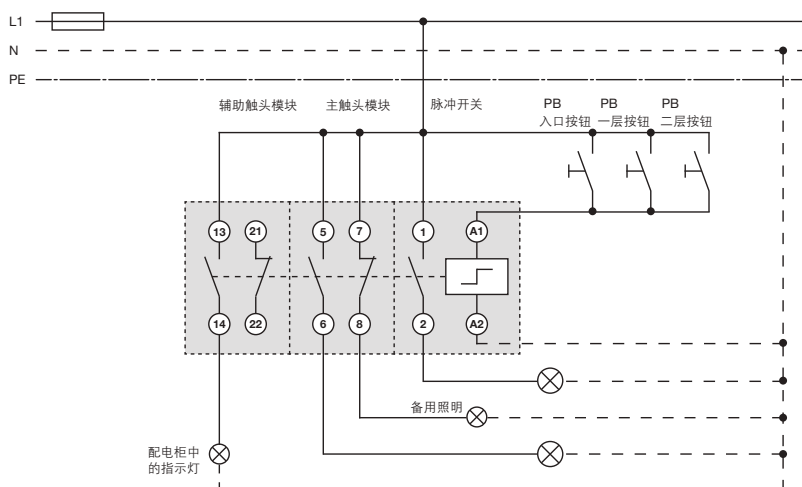 L1
N
PE
辅助触头模块 主触头模块 脉冲开关 PB PB PB
入口按钮 一层按钮 二层按钮
13 21 5 7 1 A1
14 22 6 8 2 A2
备用照明
配电柜中
的指示灯